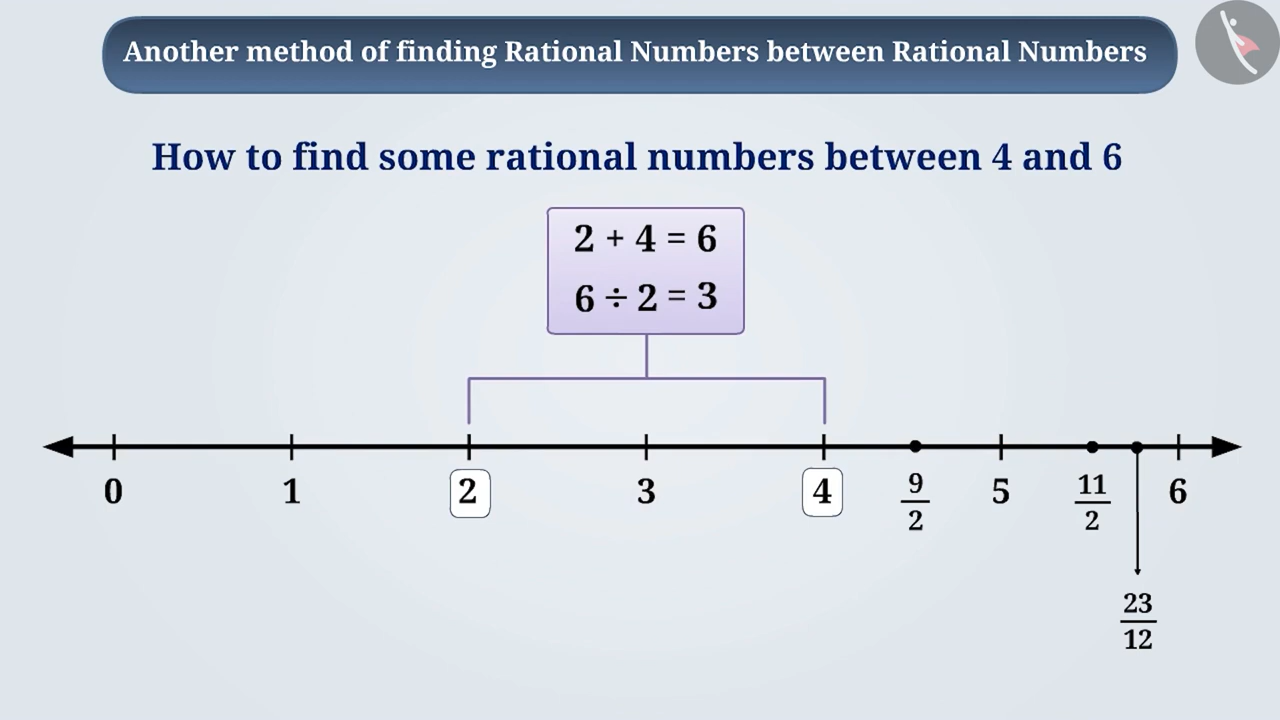 Another method of finding Rational Numbers between Rational Numbers
How to find some rational numbers between 4 and 6
2 + 4 = 6
6 ÷ 2 = 3
0 1 2 3 4 9/2 5 11/2 6
23/12